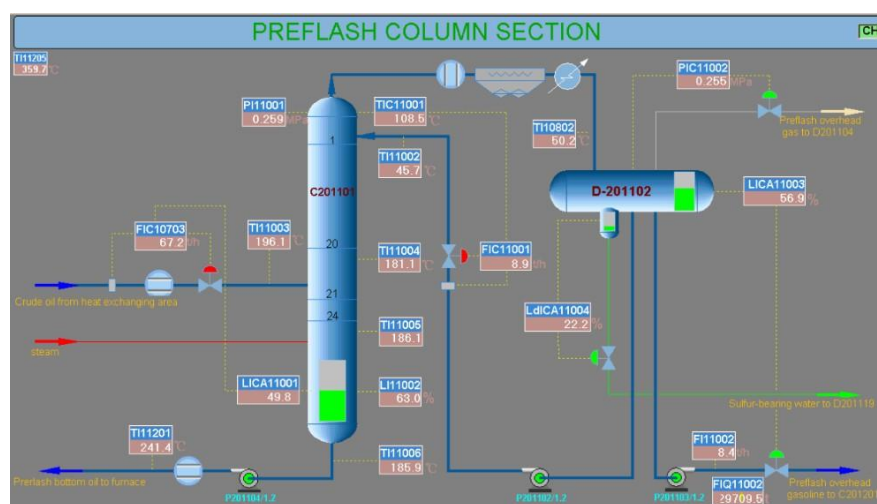 PREFLASH COLUMN SECTION
CH
TI11205
359.7 ℃
PI11001
0.259 MPa
TIC11001
108.5 ℃
PIC11002
0.255 MPa
Preflash overhead
gas to D201104
TI10802
50.2 ℃
1
TI11002
45.7 ℃
C201101
D-201102
LICA11003
56.9 %
FIC10703
67.2 t/h
TI11003
196.1 ℃
20
TI11004
181.1 ℃
FIC11001
8.9 t/h
Crude oil from heat exchanging area
21
24
LdICA11004
22.2 %
TI11005
186.1
steam
LICA11001
49.8
LI11002
63.0 %
Sulfur-bearing water to D201119
TI11201
241.4 ℃
TI11006
185.9 ℃
FI11002
8.4 t/h
Prerlash bottom oil to furnace
P201104/1.2
P201102/1.2
P201103/1.2
FIQ11002
29709.5 t
Preflash overhead
gasoline to C201201